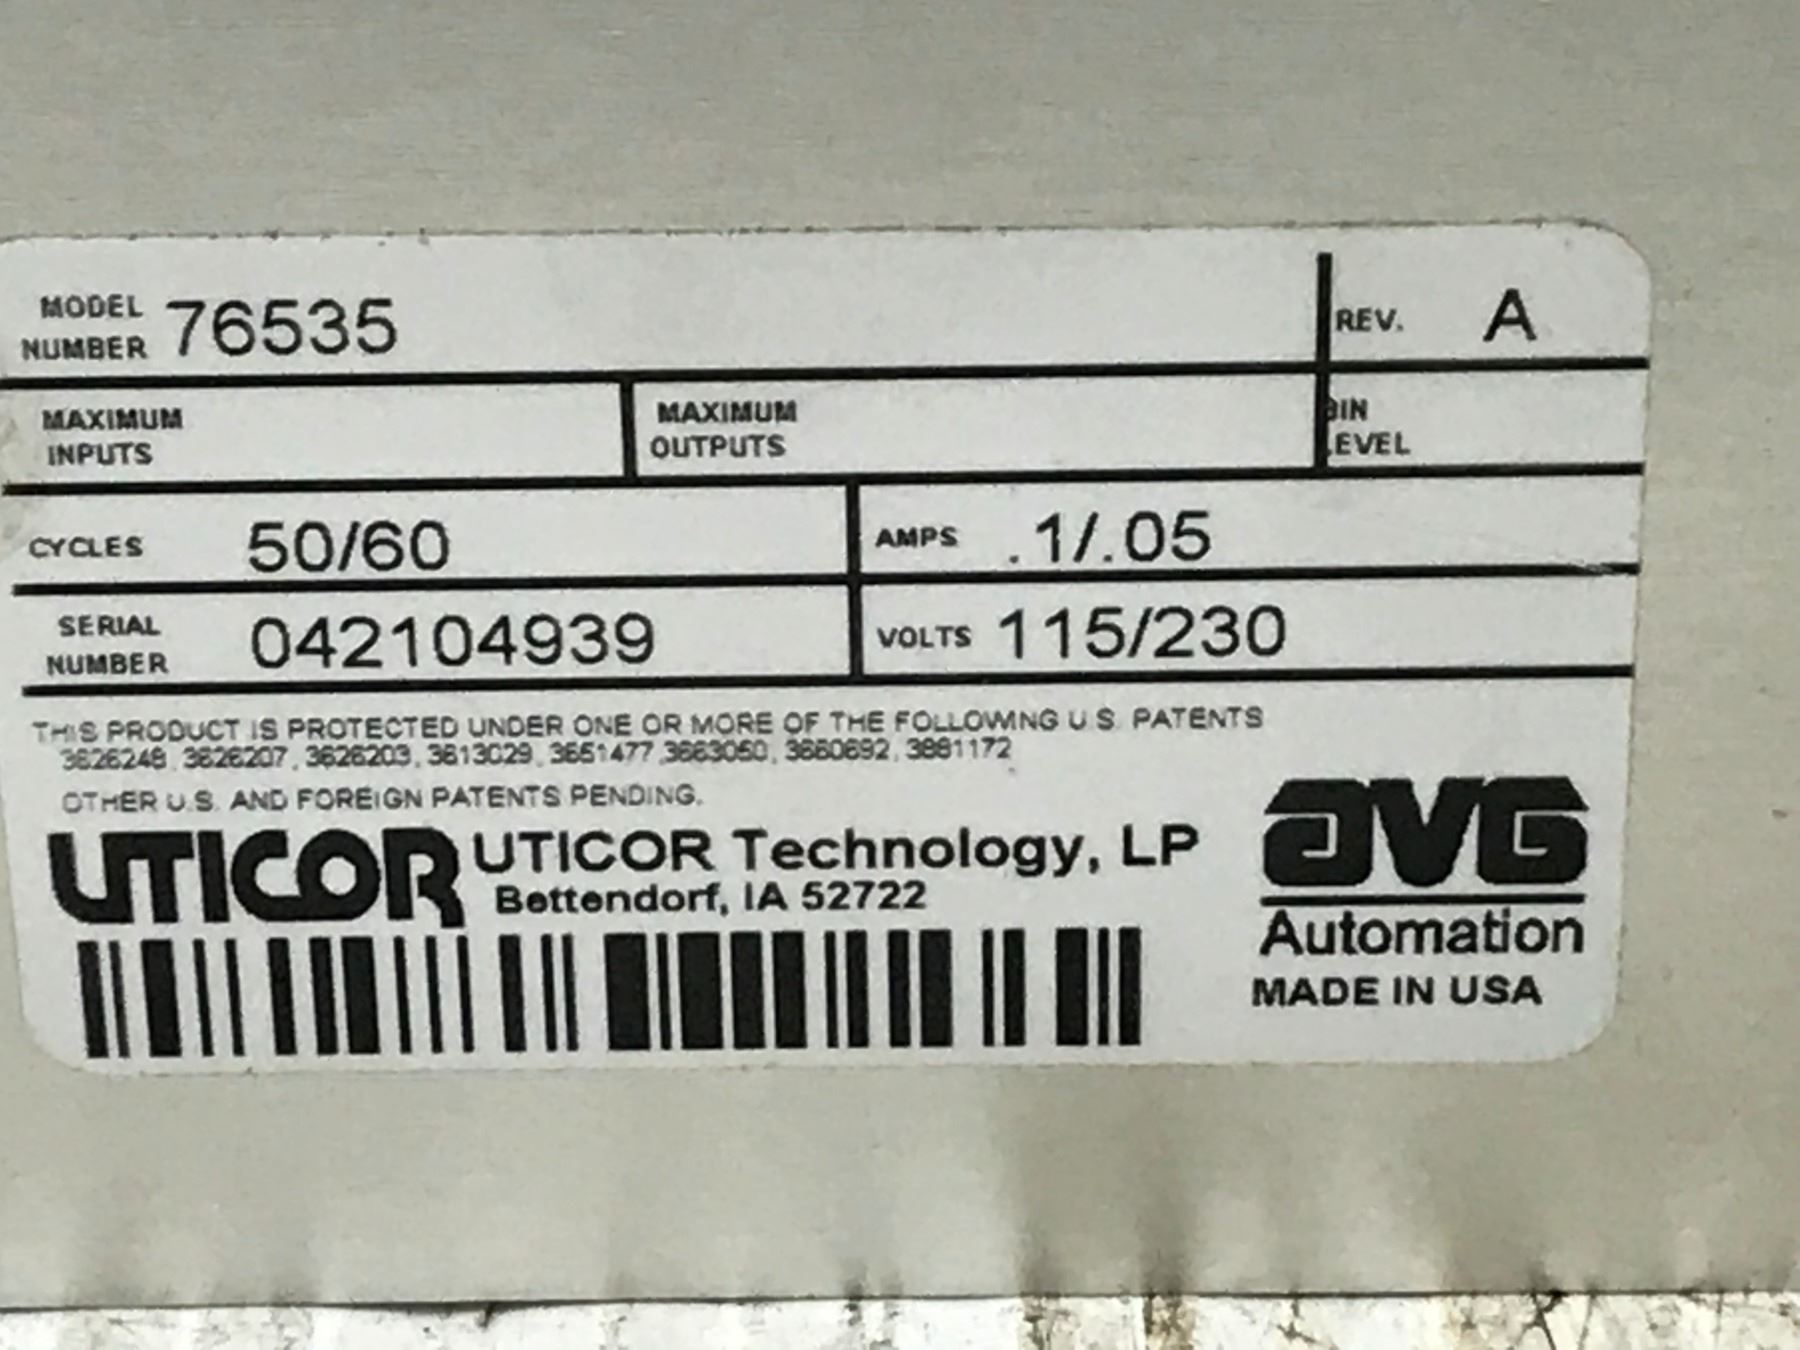 MODEL NUMBER 76535 REV. A
MAXIMUM INPUTS MAXIMUM OUTPUTS BIN LEVEL
CYCLES 50/60 AMPS .1/.05
SERIAL NUMBER 042104939 VOLTS 115/230
THIS PRODUCT IS PROTECTED UNDER ONE OR MORE OF THE FOLLOWING U.S. PATENTS
3626248, 3626207, 3626203, 3613029, 3651477, 3663050, 3660692, 3881172
OTHER U.S. AND FOREIGN PATENTS PENDING.
UTICOR UTICOR Technology, LP
Bettendorf, IA 52722
AVG
Automation
MADE IN USA